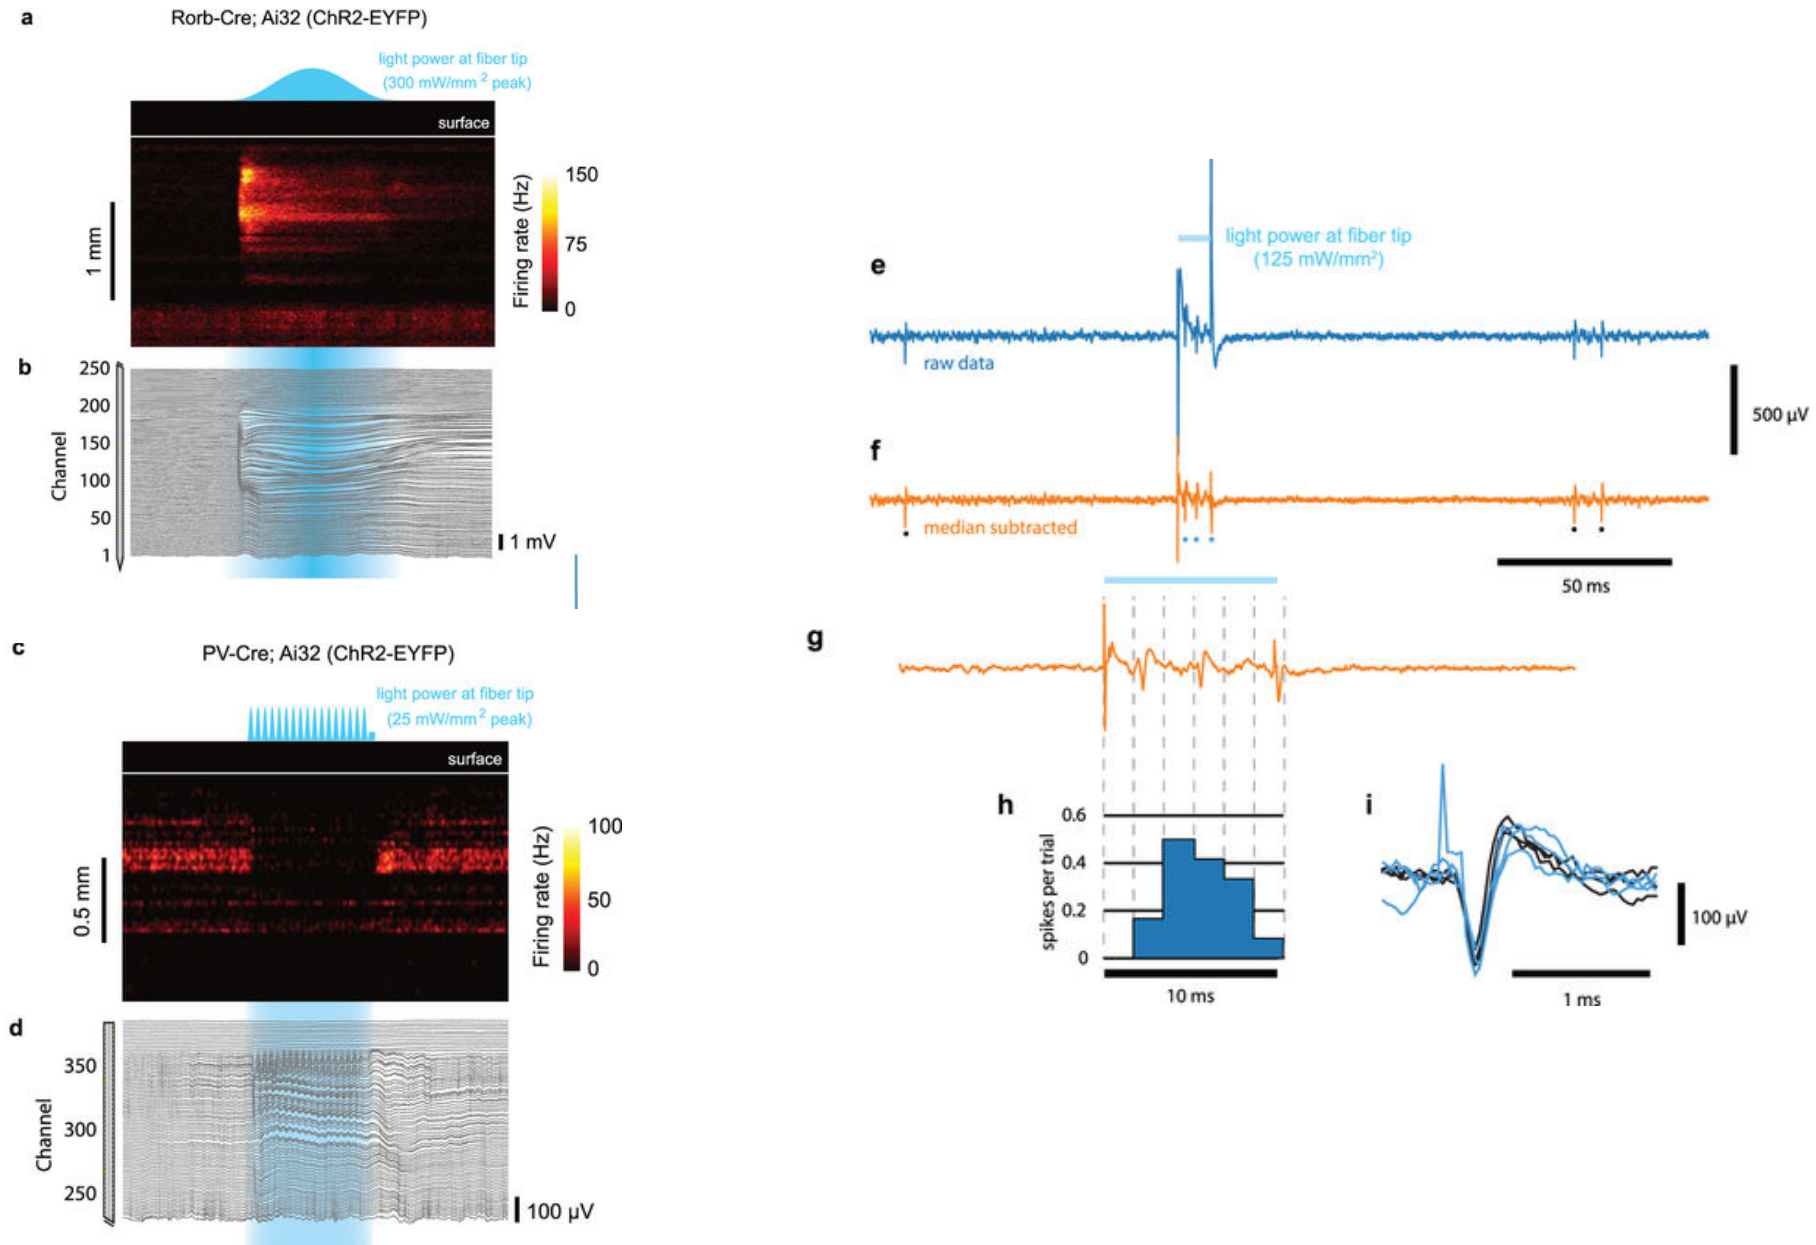 a
Rorb-Cre; Ai32 (ChR2-EYFP)
light power at fiber tip
(300 mW/mm 2 peak)
surface
1 mm
Firing rate (Hz)
150
75
0
b
250
200
150
100
50
1
Channel
1 mV
c
PV-Cre; Ai32 (ChR2-EYFP)
light power at fiber tip
(25 mW/mm2 peak)
surface
0.5 mm
Firing rate (Hz)
100
50
0
d
350
300
250
Channel
100 µV
e
light power at fiber tip
(125 mW/mm²)
raw data
500 µV
f
median subtracted
50 ms
g
h
0.6
0.4
0.2
0
spikes per trial
10 ms
i
100 µV
1 ms